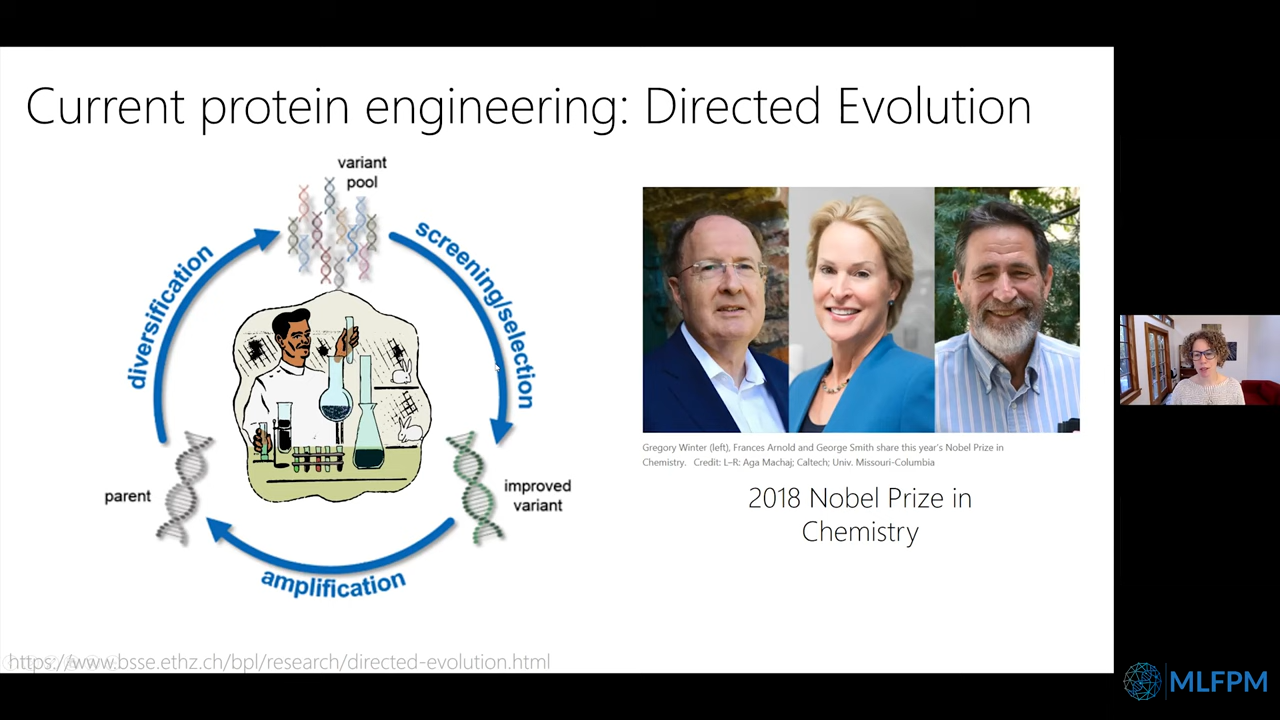 Current protein engineering: Directed Evolution
variant
pool
diversification
screening/selection
parent
improved
variant
amplification
Gregory Winter (left), Frances Arnold and George Smith share this year's Nobel Prize in
Chemistry. Credit: L–R: Aga Machaj; Caltech; Univ. Missouri-Columbia
2018 Nobel Prize in
Chemistry
https://www.bsse.ethz.ch/bpl/research/directed-evolution.html
MLFPM